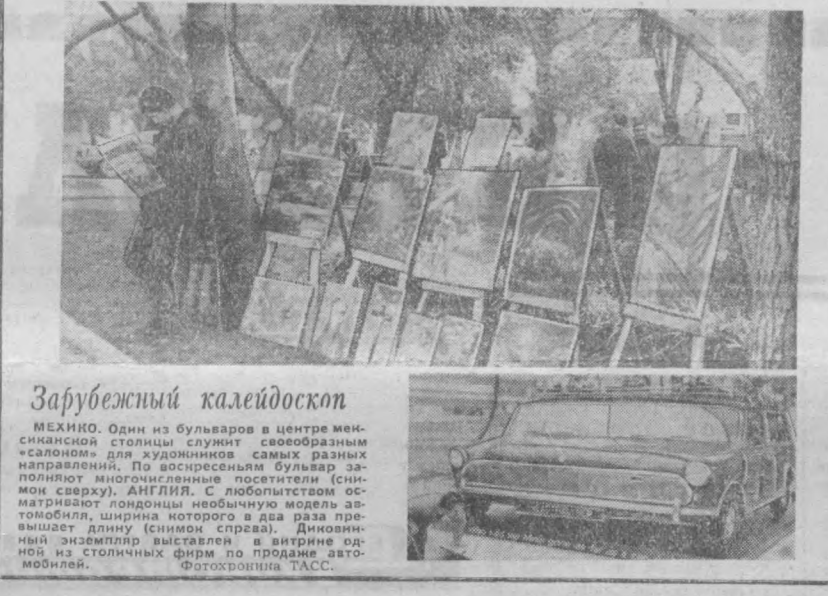 Зарубежный калейдоскоп
МЕХИКО. Один из бульваров в центре мек-
сиканской столицы служит своеобразным
«салоном» для художников самых разных
направлений. По воскресеньям бульвар за-
полняют многочисленные посетители (сни-
мок сверху). АНГЛИЯ. С любопытством ос-
матривают лондонцы необычную модель ав-
томобиля, ширина которого в два раза пре-
вышает длину (снимок справа). Диковин-
ный экземпляр выставлен в витрине од-
ной из столичных фирм по продаже авто-
мобилей. Фотохроника ТАСС.